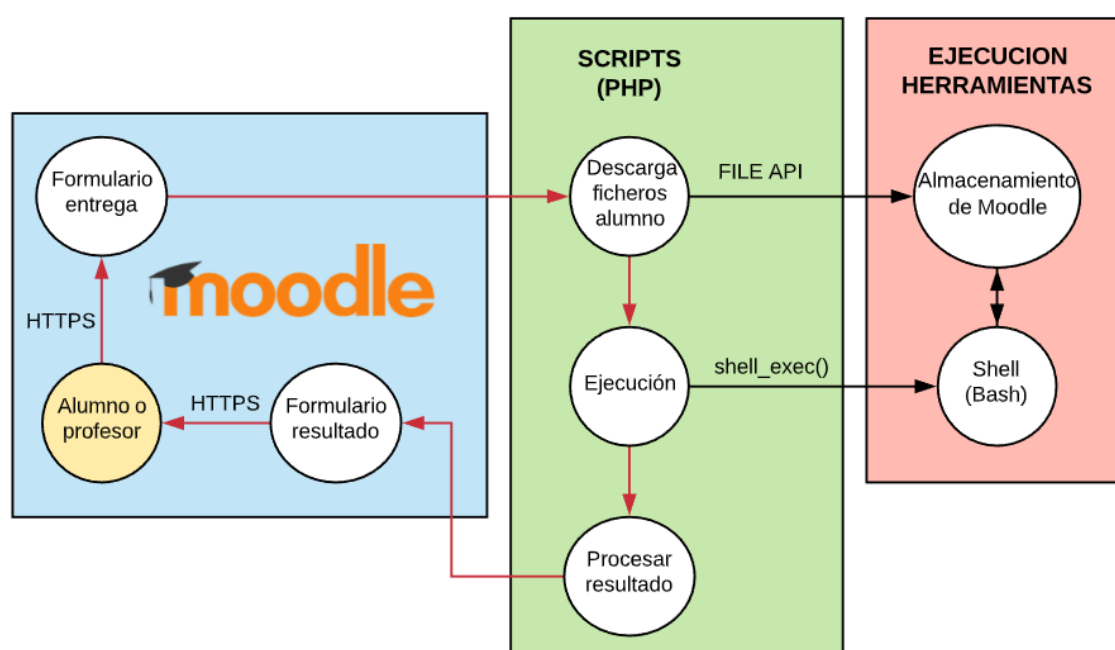 SCRIPTS
(PHP)
EJECUCION
HERRAMIENTAS
Formulario
entrega
Descarga
ficheros
alumno
FILE API
Almacenamiento
de Moodle
moodle
HTTPS
Alumno o
profesor
HTTPS
Formulario
resultado
Ejecución
shell_exec()
Shell
(Bash)
Procesar
resultado